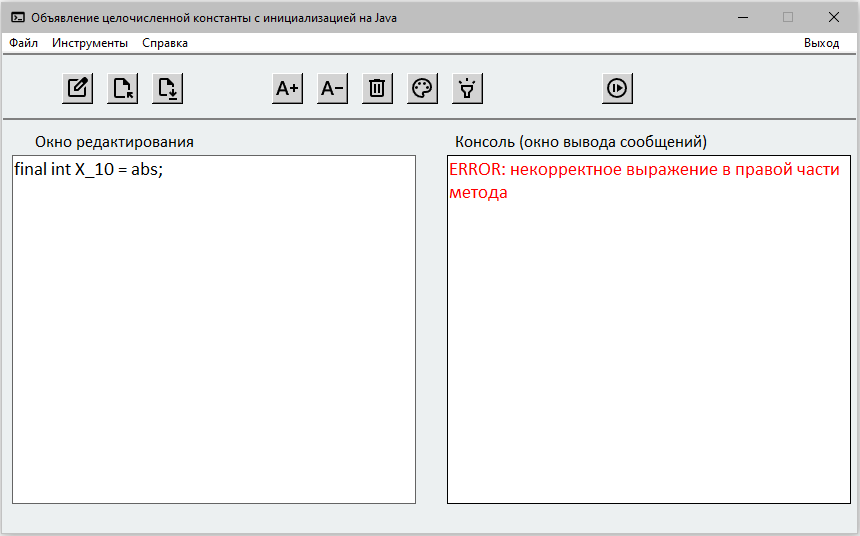 Объявление целочисленной константы с инициализацией на Java
Файл Инструменты Справка Выход
A+ A−
Окно редактирования
Консоль (окно вывода сообщений)
final int X_10 = abs;
ERROR: некорректное выражение в правой части
метода